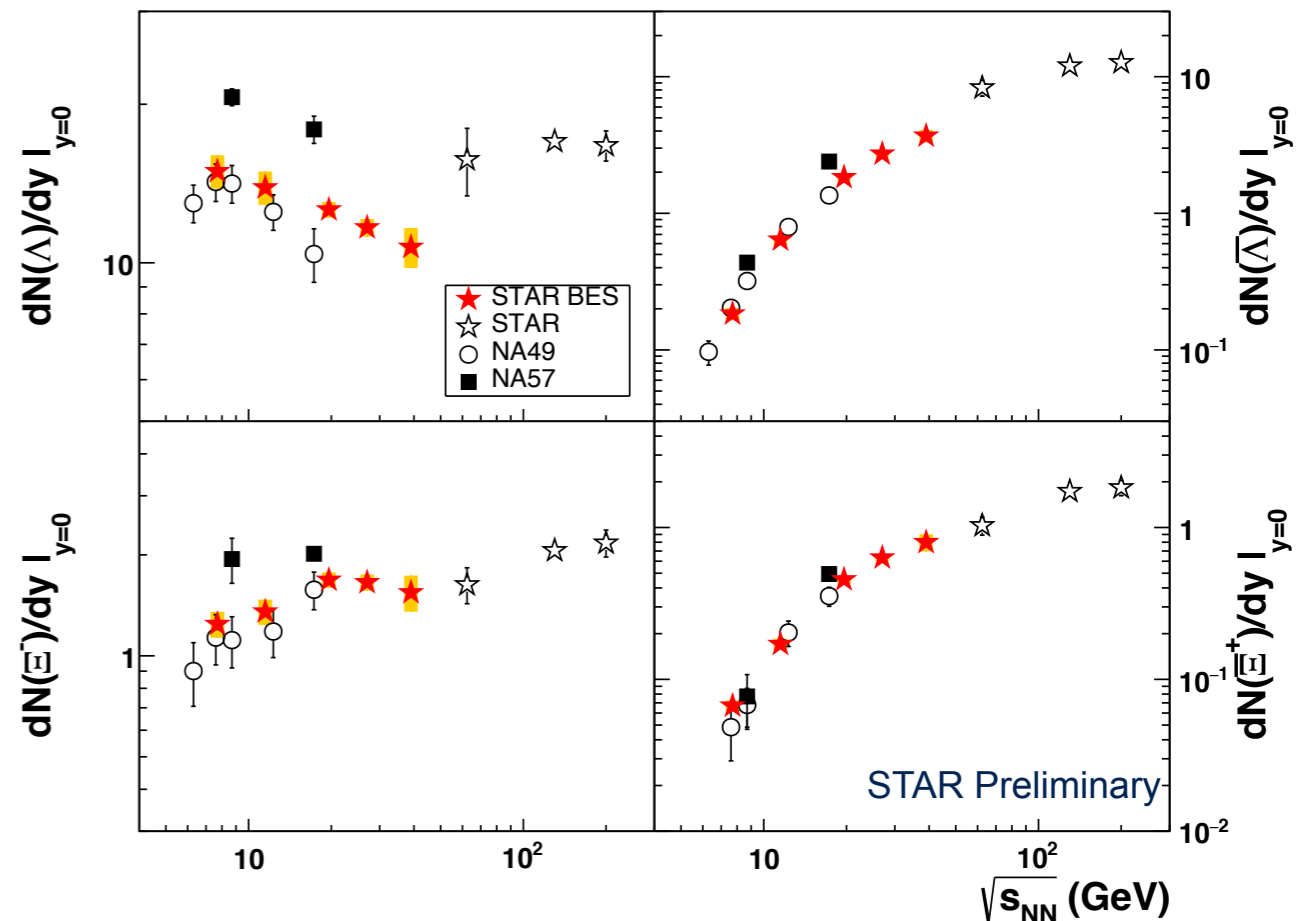 dN(Λ)/dy |y=0
10
STAR BES
STAR
NA49
NA57
10
1
10⁻¹
dN(Λ̅)/dy |y=0
dN(Ξ⁻)/dy |y=0
1
10
10²
1
10⁻¹
10⁻²
dN(Ξ̅⁺)/dy |y=0
STAR Preliminary
10
10²
√sNN (GeV)